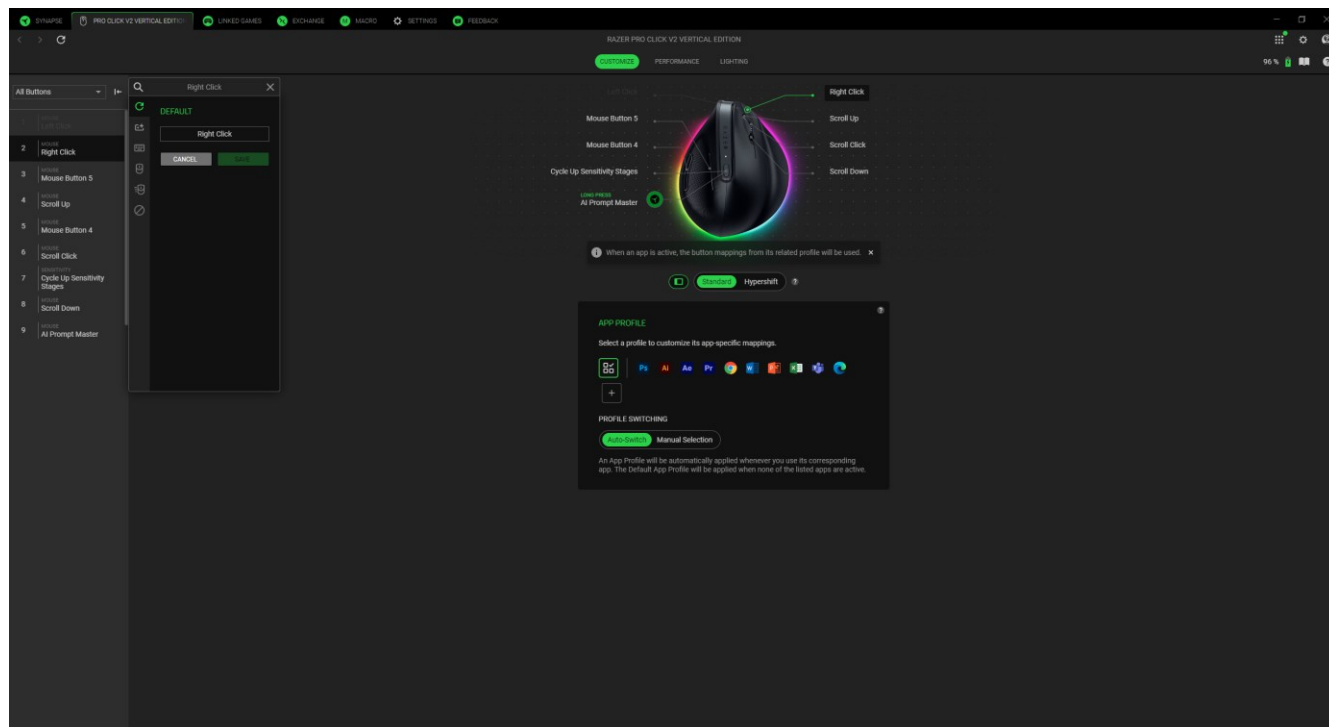 SYNAPSE
PRO CLICK V2 VERTICAL EDITION
LINKED GAMES
EXCHANGE
MACRO
SETTINGS
FEEDBACK
RAZER PRO CLICK V2 VERTICAL EDITION
CUSTOMIZE
PERFORMANCE
LIGHTING
96 %
All Buttons
1
MOUSE
Left Click
2
MOUSE
Right Click
3
MOUSE
Mouse Button 5
4
MOUSE
Scroll Up
5
MOUSE
Mouse Button 4
6
MOUSE
Scroll Click
7
SENSITIVITY
Cycle Up Sensitivity
Stages
8
MOUSE
Scroll Down
9
MOUSE
AI Prompt Master
Right Click
DEFAULT
Right Click
CANCEL
SAVE
Left Click
Mouse Button 5
Mouse Button 4
Cycle Up Sensitivity Stages
LONG PRESS
AI Prompt Master
Right Click
Scroll Up
Scroll Click
Scroll Down
When an app is active, the button mappings from its related profile will be used.
Standard
Hypershift
APP PROFILE
Select a profile to customize its app-specific mappings.
Ps
Ai
Ae
Pr
PROFILE SWITCHING
Auto-Switch
Manual Selection
An App Profile will be automatically applied whenever you use its corresponding
app. The Default App Profile will be applied when none of the listed apps are active.